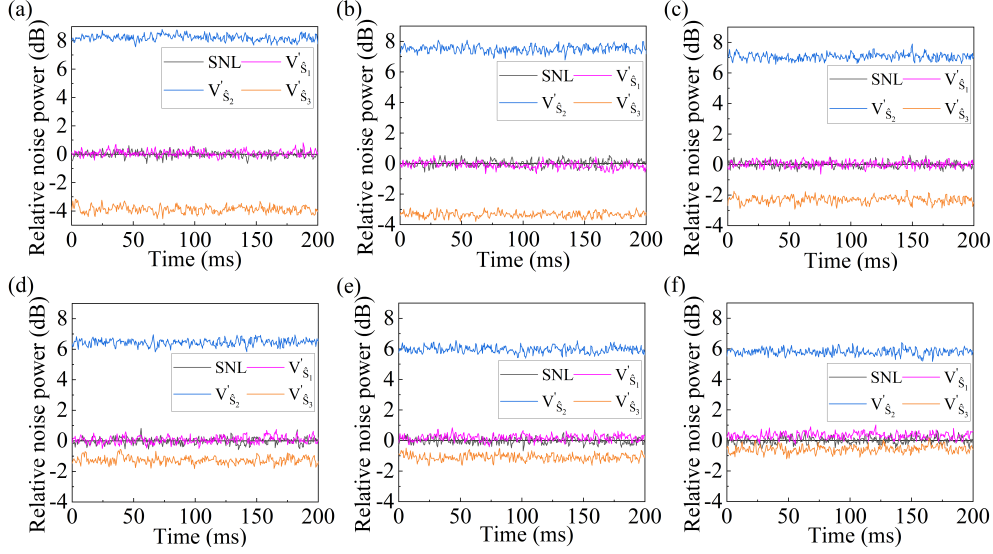 (a)
Relative noise power (dB)
8
6
4
2
0
-2
-4
SNL V'Ŝ₁
V'Ŝ₂ V'Ŝ₃
0 50 100 150 200
Time (ms)
(b)
Relative noise power (dB)
8
6
4
2
0
-2
-4
SNL V'Ŝ₁
V'Ŝ₂ V'Ŝ₃
0 50 100 150 200
Time (ms)
(c)
Relative noise power (dB)
8
6
4
2
0
-2
-4
SNL V'Ŝ₁
V'Ŝ₂ V'Ŝ₃
0 50 100 150 200
Time (ms)
(d)
Relative noise power (dB)
8
6
4
2
0
-2
-4
SNL V'Ŝ₁
V'Ŝ₂ V'Ŝ₃
0 50 100 150 200
Time (ms)
(e)
Relative noise power (dB)
8
6
4
2
0
-2
-4
SNL V'Ŝ₁
V'Ŝ₂ V'Ŝ₃
0 50 100 150 200
Time (ms)
(f)
Relative noise power (dB)
8
6
4
2
0
-2
-4
SNL V'Ŝ₁
V'Ŝ₂ V'Ŝ₃
0 50 100 150 200
Time (ms)